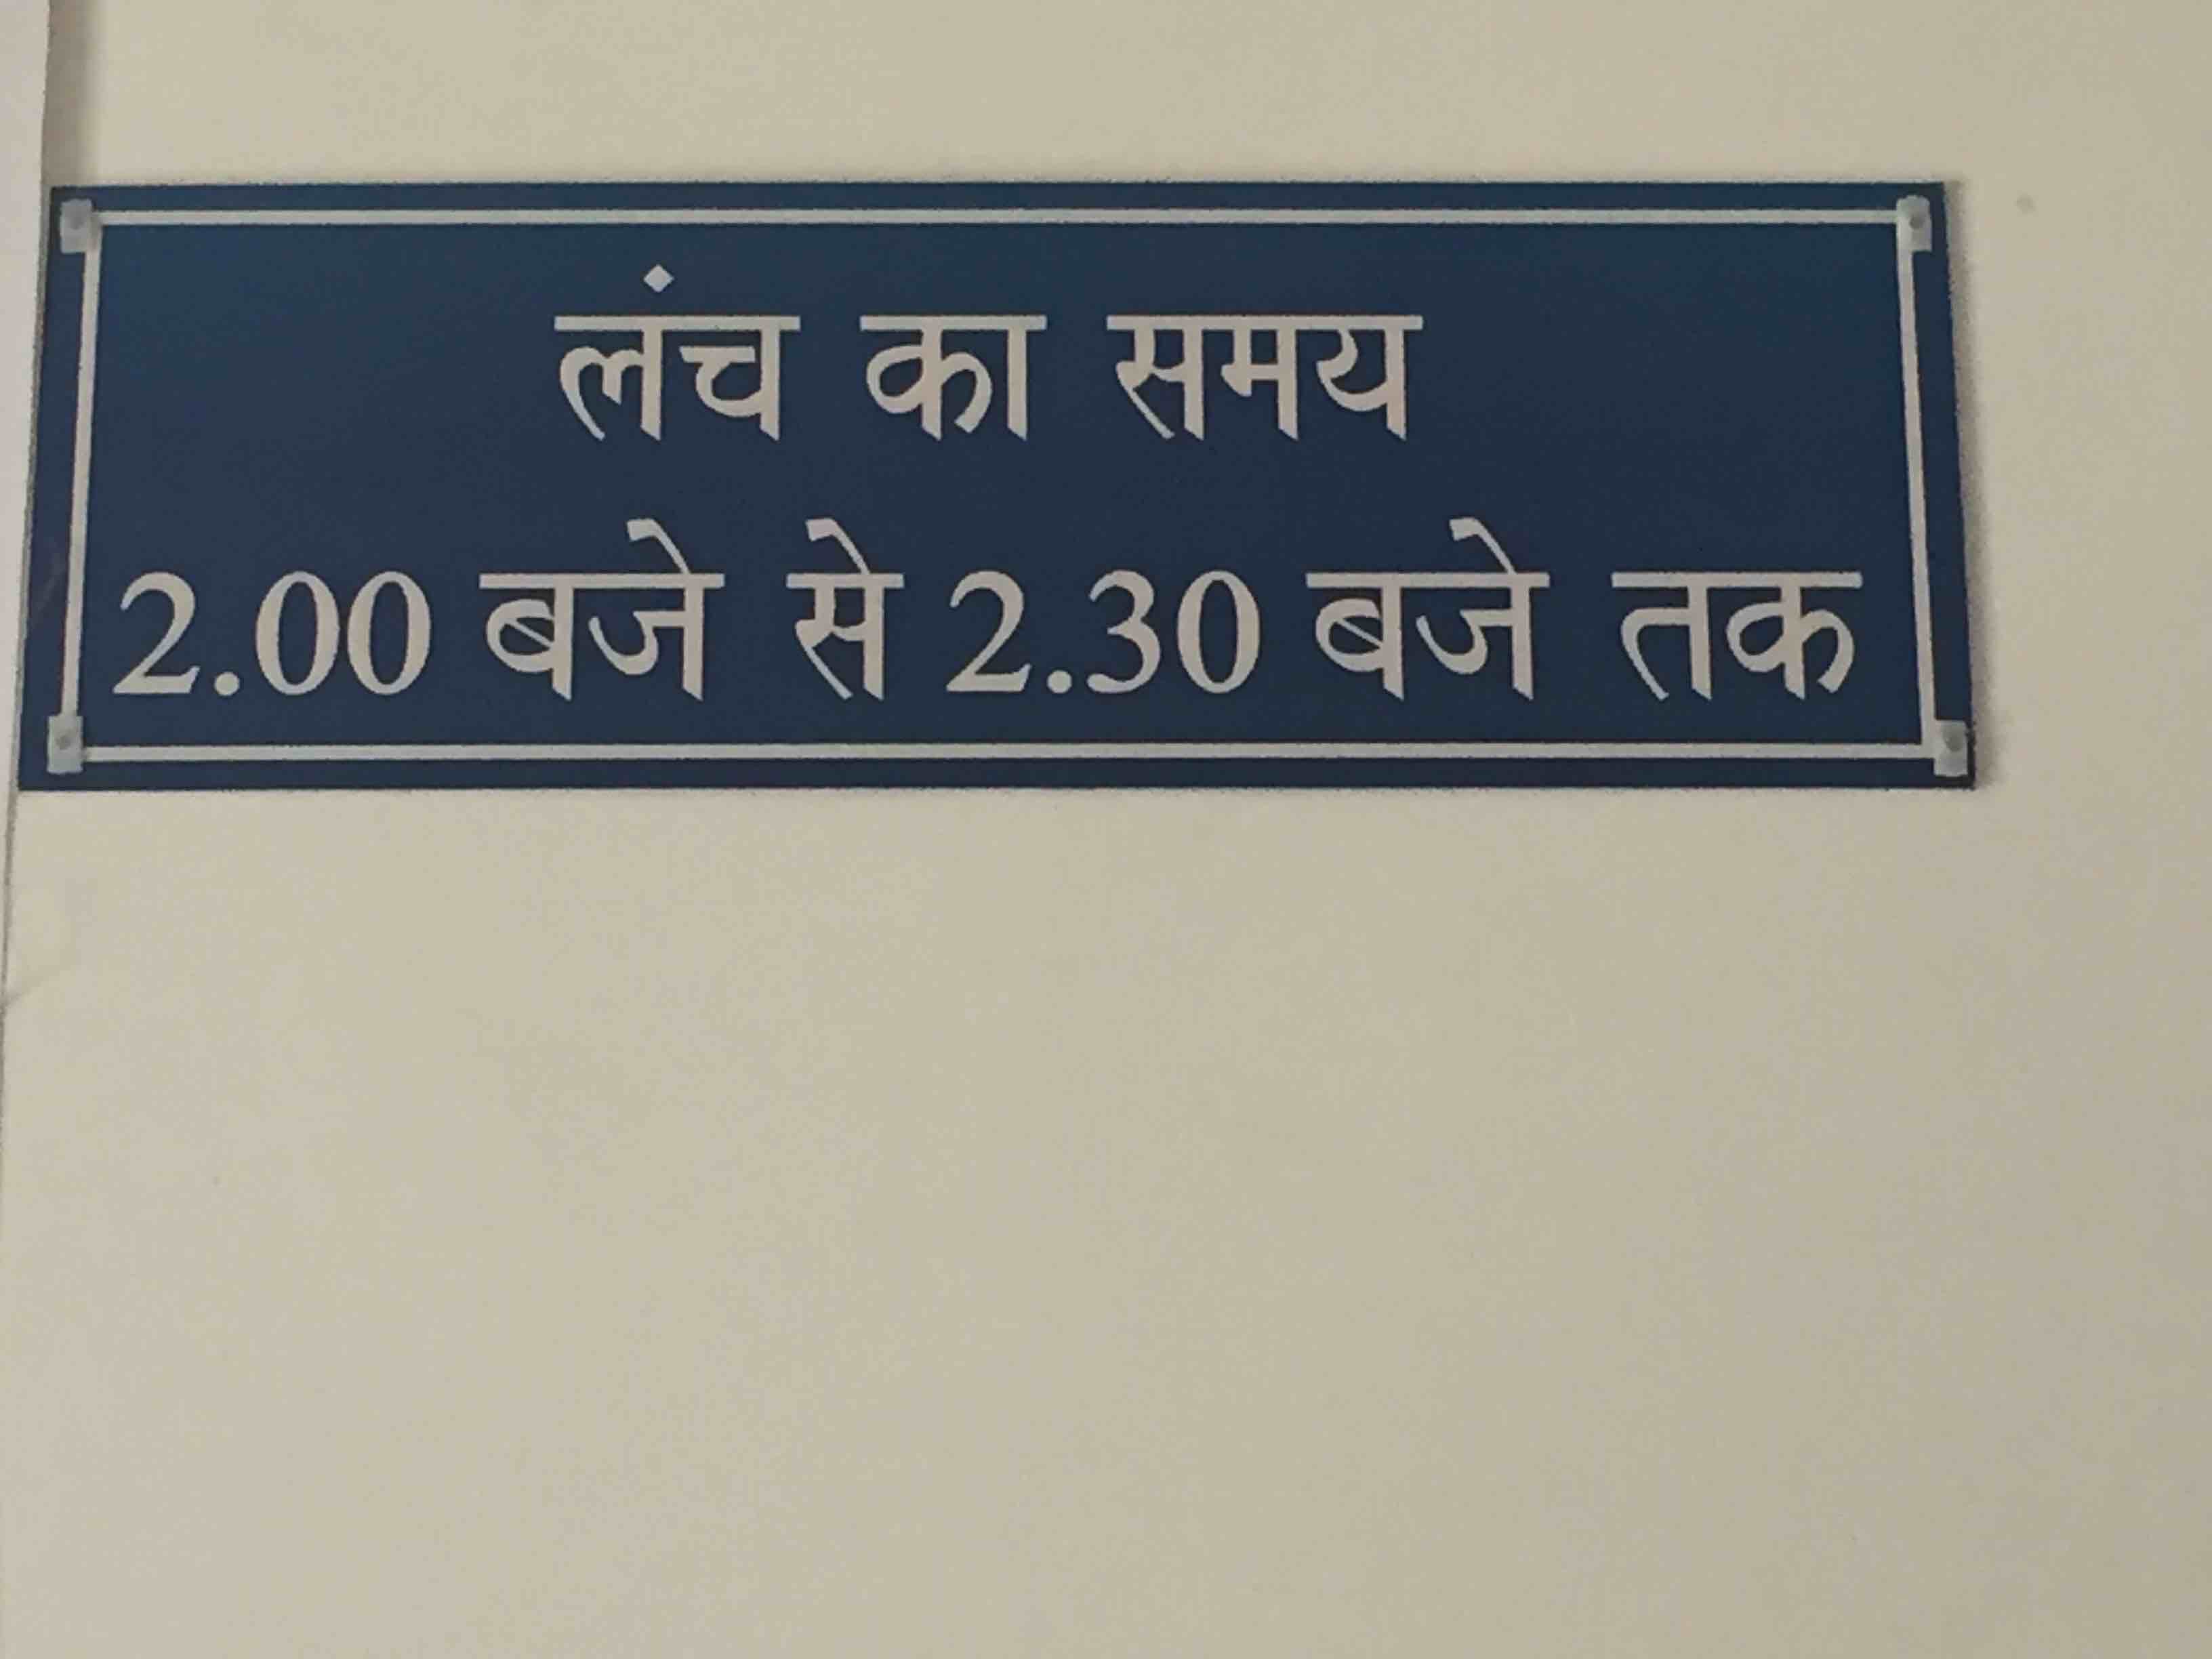 लंच का समय
2.00 बजे से 2.30 बजे तक